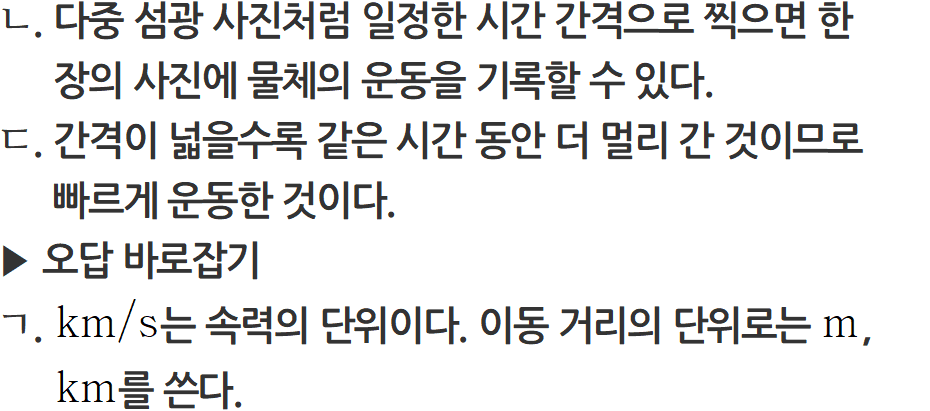 ㄴ. 다중 섬광 사진처럼 일정한 시간 간격으로 찍으면 한
장의 사진에 물체의 운동을 기록할 수 있다.
ㄷ. 간격이 넓을수록 같은 시간 동안 더 멀리 간 것이므로
빠르게 운동한 것이다.
▶ 오답 바로잡기
ㄱ. km/s는 속력의 단위이다. 이동 거리의 단위로는 m,
km를 쓴다.